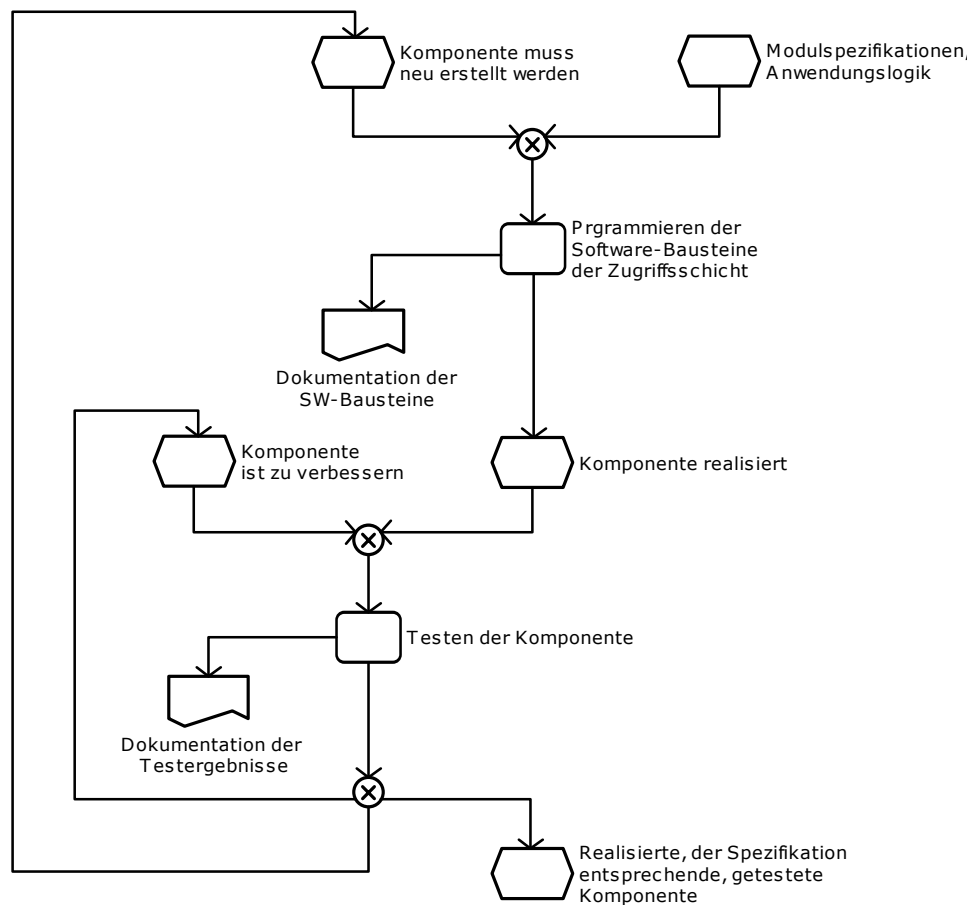 Komponente muss
neu erstellt werden
Modulspezifikationen,
Anwendungslogik
Prgrammieren der
Software-Bausteine
der Zugriffsschicht
Dokumentation der
SW-Bausteine
Komponente
ist zu verbessern
Komponente realisiert
Testen der Komponente
Dokumentation der
Testergebnisse
Realisierte, der Spezifikation
entsprechende, getestete
Komponente